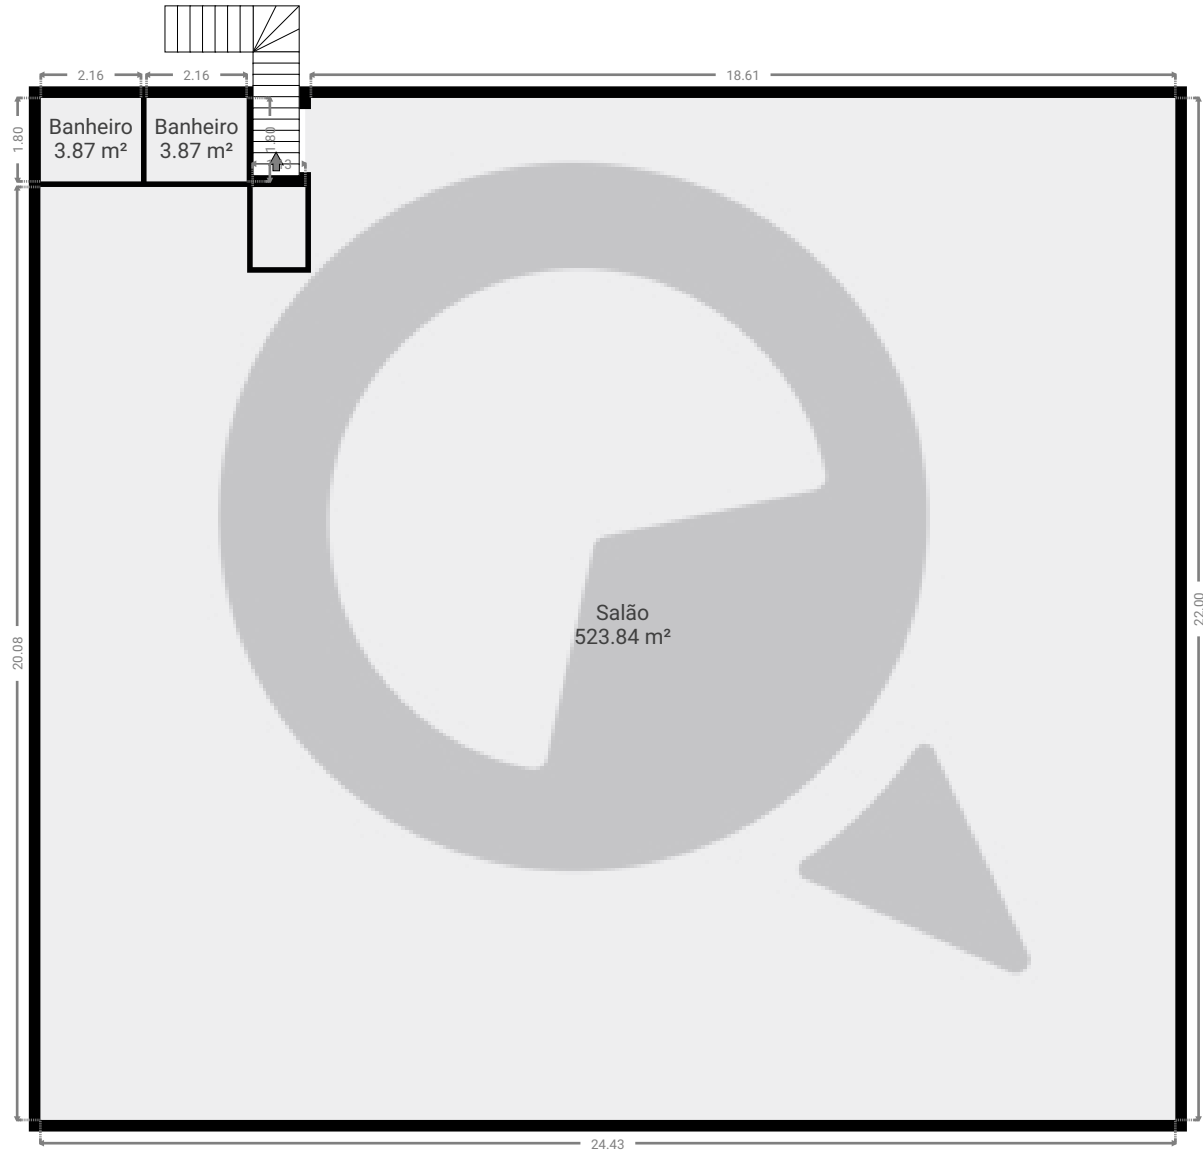 2.16
2.16
18.61
1.80
Banheiro
3.87 m²
Banheiro
3.87 m²
1.80
20.08
Salão
523.84 m²
22.00
24.43